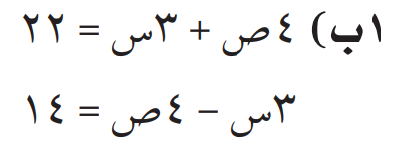 ١ب) ٤ص + ٣س = ٢٢
٣س − ٤ص = ١٤